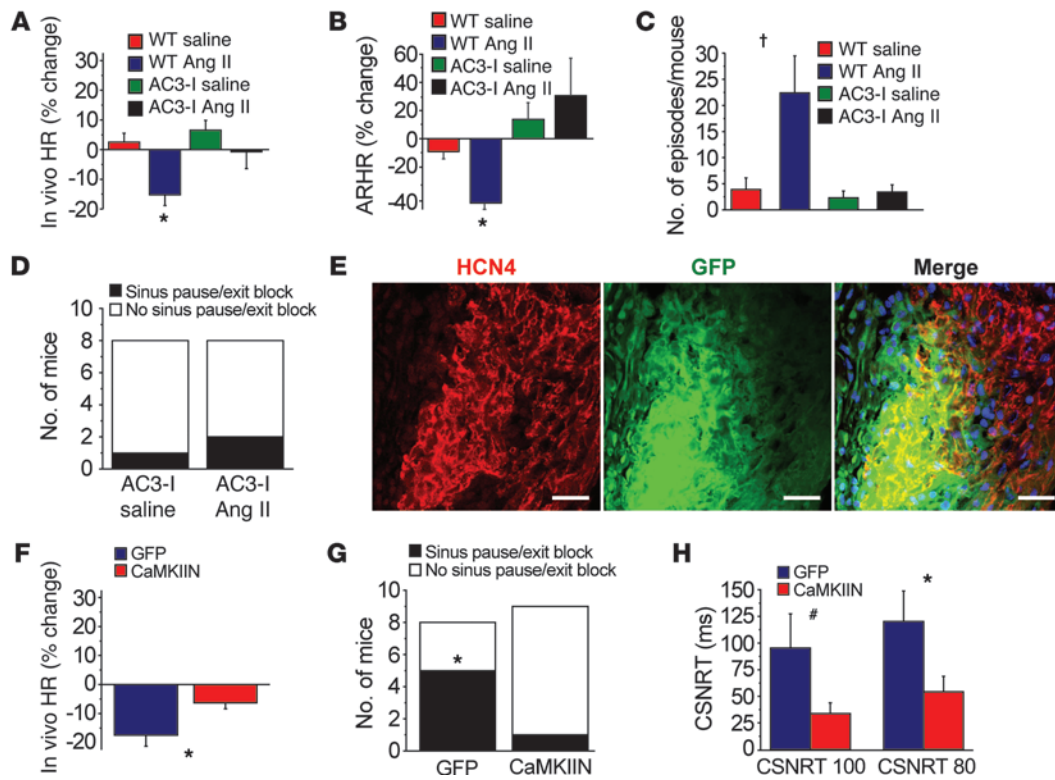 A
In vivo HR (% change)
WT saline
WT Ang II
AC3-I saline
AC3-I Ang II
30
20
10
0
-10
-20
*
B
ARHR (% change)
WT saline
WT Ang II
AC3-I saline
AC3-I Ang II
60
40
20
0
-20
-40
*
C
No. of episodes/mouse
†
WT saline
WT Ang II
AC3-I saline
AC3-I Ang II
30
25
20
15
10
5
0
D
Sinus pause/exit block
No sinus pause/exit block
No. of mice
10
8
6
4
2
0
AC3-I
saline
AC3-I
Ang II
E
HCN4
GFP
Merge
F
GFP
CaMKIIN
In vivo HR (% change)
30
20
10
0
-10
-20
*
G
Sinus pause/exit block
No sinus pause/exit block
No. of mice
10
8
6
4
2
0
*
GFP
CaMKIIN
H
GFP
CaMKIIN
CSNRT (ms)
150
125
100
75
50
25
0
#
*
CSNRT 100
CSNRT 80